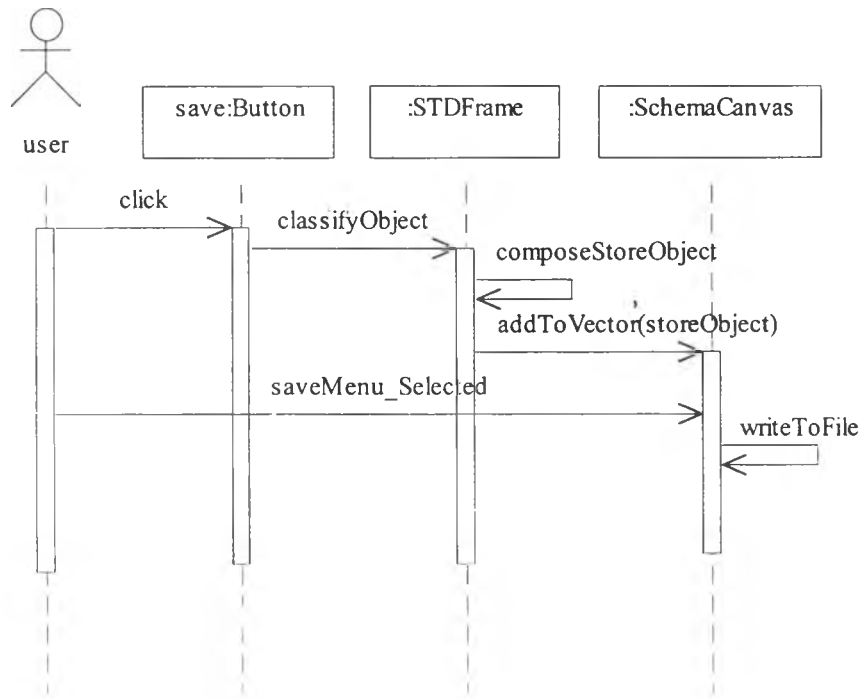 save:Button
:STDFrame
:SchemaCanvas
user
click
classifyObject
composeStoreObject
addToVector(storeObject)
saveMenu_Selected
writeToFile